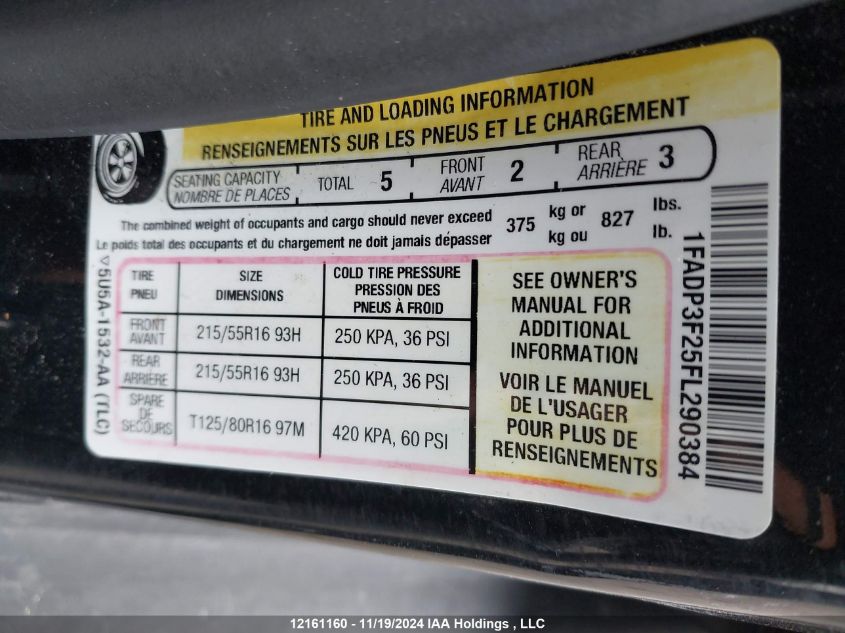 TIRE AND LOADING INFORMATION
RENSEIGNEMENTS SUR LES PNEUS ET LE CHARGEMENT
SEATING CAPACITY
NOMBRE DE PLACES
TOTAL 5
FRONT
AVANT 2
REAR
ARRIÈRE 3
The combined weight of occupants and cargo should never exceed 375 kg or 827 lbs.
Le poids total des occupants et du chargement ne doit jamais dépasser kg ou lb.
TIRE
PNEU
SIZE
DIMENSIONS
COLD TIRE PRESSURE
PRESSION DES
PNEUS À FROID
FRONT
AVANT
215/55R16 93H
250 KPA, 36 PSI
REAR
ARRIÈRE
215/55R16 93H
250 KPA, 36 PSI
SPARE
DE
SECOURS
T125/80R16 97M
420 KPA, 60 PSI
SEE OWNER'S
MANUAL FOR
ADDITIONAL
INFORMATION
VOIR LE MANUEL
DE L'USAGER
POUR PLUS DE
RENSEIGNEMENTS
5U5A-1532-AA (TLC)
1FADP3F25FL290384
12161160 - 11/19/2024 IAA Holdings , LLC